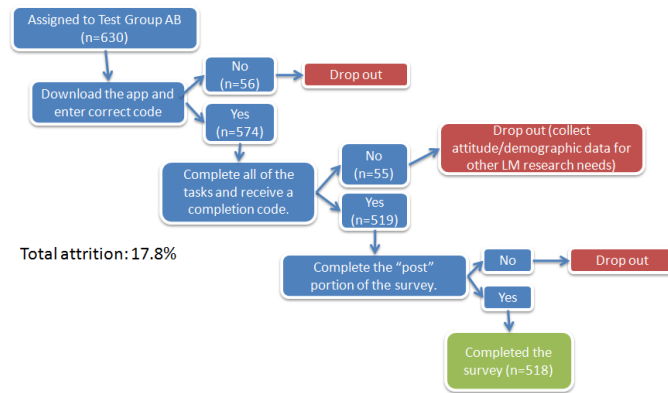 Assigned to Test Group AB
(n=630)
No
(n=56)
Drop out
Download the app and
enter correct code
Yes
(n=574)
Drop out (collect
attitude/demographic data for
other LM research needs)
No
(n=55)
Complete all of the
tasks and receive a
completion code.
Yes
(n=519)
Total attrition: 17.8%
Complete the “post”
portion of the survey.
No
Drop out
Yes
Completed the
survey (n=518)